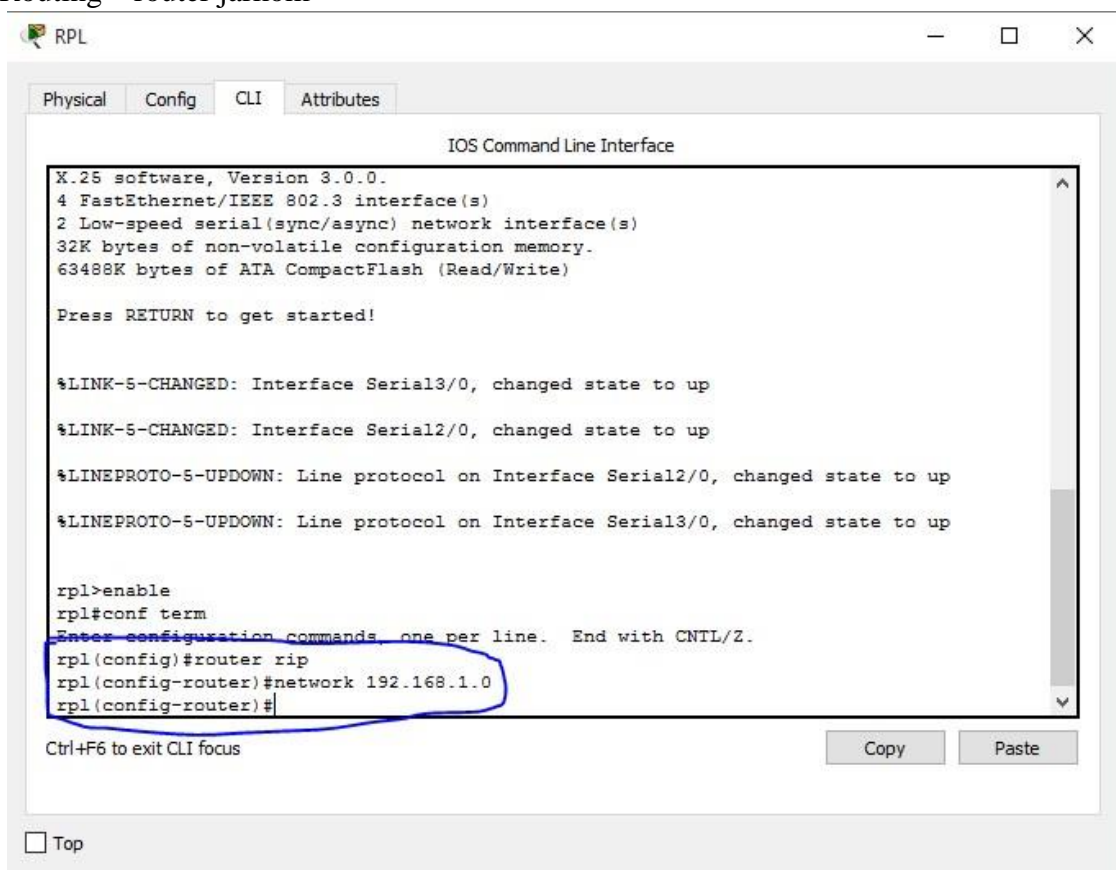 RPL
Physical Config CLI Attributes
IOS Command Line Interface
X.25 software, Version 3.0.0.
4 FastEthernet/IEEE 802.3 interface(s)
2 Low-speed serial(sync/async) network interface(s)
32K bytes of non-volatile configuration memory.
63488K bytes of ATA CompactFlash (Read/Write)
Press RETURN to get started!
%LINK-5-CHANGED: Interface Serial3/0, changed state to up
%LINK-5-CHANGED: Interface Serial2/0, changed state to up
%LINEPROTO-5-UPDOWN: Line protocol on Interface Serial2/0, changed state to up
%LINEPROTO-5-UPDOWN: Line protocol on Interface Serial3/0, changed state to up
rpl>enable
rpl#conf term
Enter configuration commands, one per line. End with CNTL/Z.
rpl(config)#router rip
rpl(config-router)#network 192.168.1.0
rpl(config-router)#
Ctrl+F6 to exit CLI focus
Copy Paste
Top